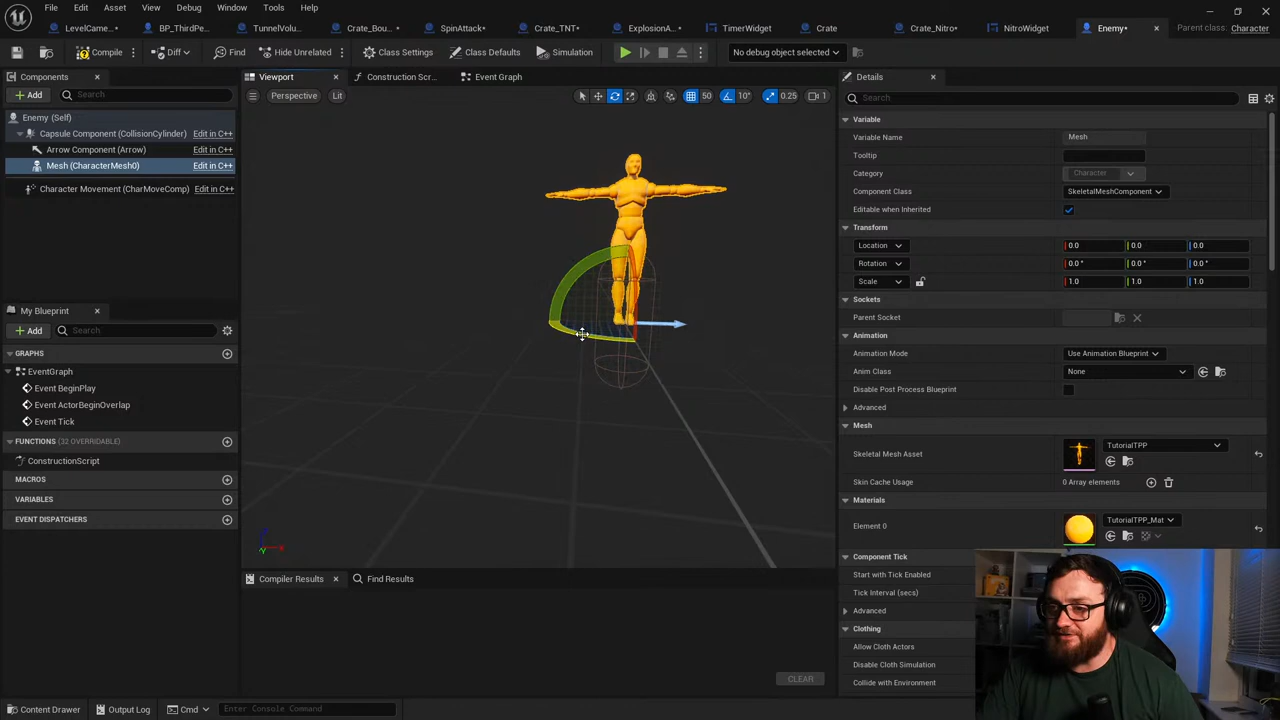 File Edit Asset View Debug Window Tools Help
LevelCame...* BP_ThirdPe... TunnelVolu... Crate_Bou...* SpinAttack* Crate_TNT* ExplosionA...* TimerWidget Crate Crate_Nitro* NitroWidget Enemy* Parent class: Character
Compile Diff Find Hide Unrelated Class Settings Class Defaults Simulation No debug object selected
Components
Add Search
Enemy (Self)
Capsule Component (CollisionCylinder) Edit in C++
Arrow Component (Arrow) Edit in C++
Mesh (CharacterMesh0) Edit in C++
Character Movement (CharMoveComp) Edit in C++
My Blueprint
Add Search
GRAPHS
EventGraph
Event BeginPlay
Event ActorBeginOverlap
Event Tick
FUNCTIONS (32 OVERRIDABLE)
ConstructionScript
MACROS
VARIABLES
EVENT DISPATCHERS
Viewport Construction Scr... Event Graph
Perspective Lit 50 10° 0.25 1
Compiler Results Find Results
CLEAR
Details
Search
Variable
Variable Name Mesh
Tooltip
Category Character
Component Class SkeletalMeshComponent
Editable when Inherited
Transform
Location 0.0 0.0 0.0
Rotation 0.0 ° 0.0 ° 0.0 °
Scale 1.0 1.0 1.0
Sockets
Parent Socket
Animation
Animation Mode Use Animation Blueprint
Anim Class None
Disable Post Process Blueprint
Advanced
Mesh
Skeletal Mesh Asset TutorialTPP
Skin Cache Usage 0 Array elements
Materials
Element 0 TutorialTPP_Mat
Component Tick
Start with Tick Enabled
Tick Interval (secs)
Advanced
Clothing
Allow Cloth Actors
Disable Cloth Simulation
Collide with Environment
Content Drawer Output Log Cmd Enter Console Command